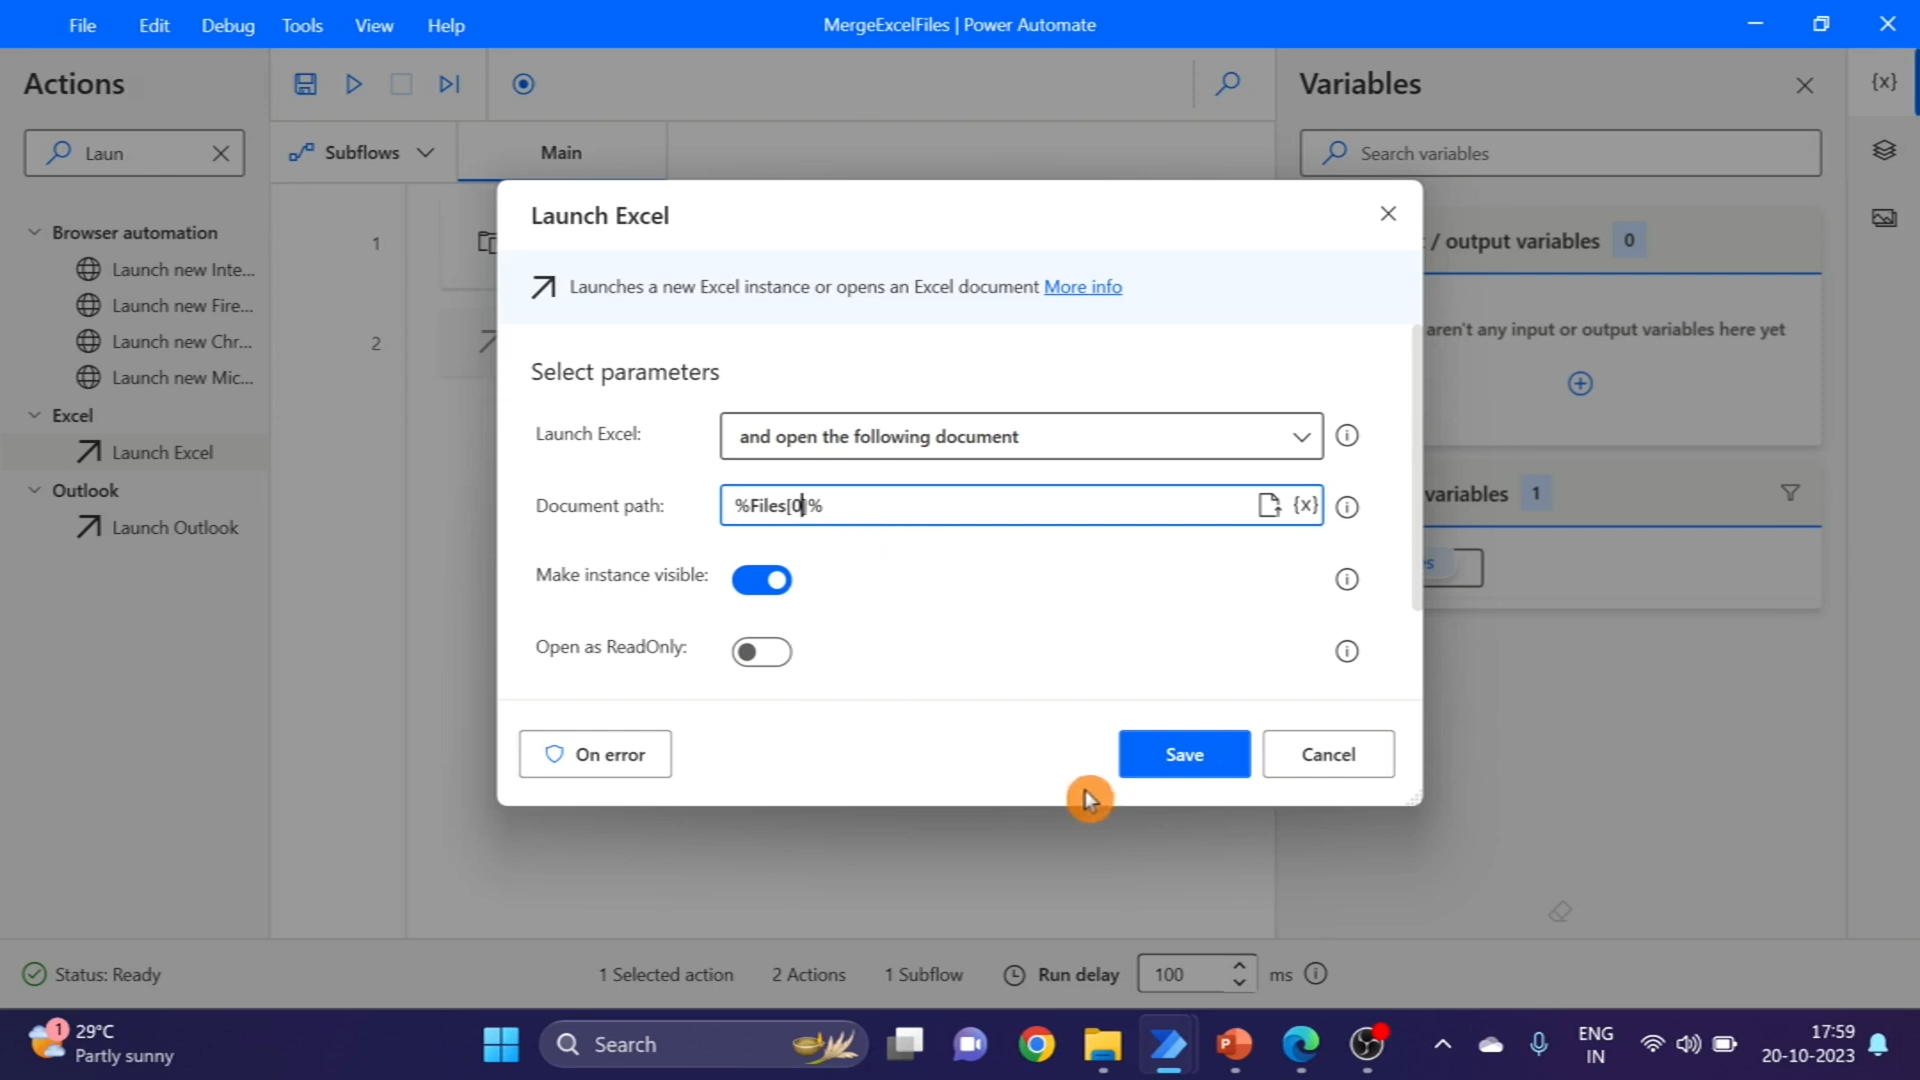 File Edit Debug Tools View Help
MergeExcelFiles | Power Automate
Actions
Laun
Browser automation
Launch new Inte...
Launch new Fire...
Launch new Chr...
Launch new Mic...
Excel
Launch Excel
Outlook
Launch Outlook
Subflows
Main
1
2
Launch Excel
Launches a new Excel instance or opens an Excel document More info
Select parameters
Launch Excel: and open the following document
Document path: %Files[0]% {x}
Make instance visible:
Open as ReadOnly:
On error
Save
Cancel
Variables
{x}
Search variables
/ output variables 0
aren't any input or output variables here yet
variables 1
es
Status: Ready
1 Selected action 2 Actions 1 Subflow Run delay 100 ms
1 29°C
Partly sunny
Search
ENG
IN
17:59
20-10-2023